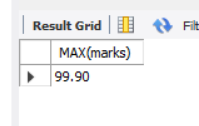 Result Grid Filt
MAX(marks)
99.90